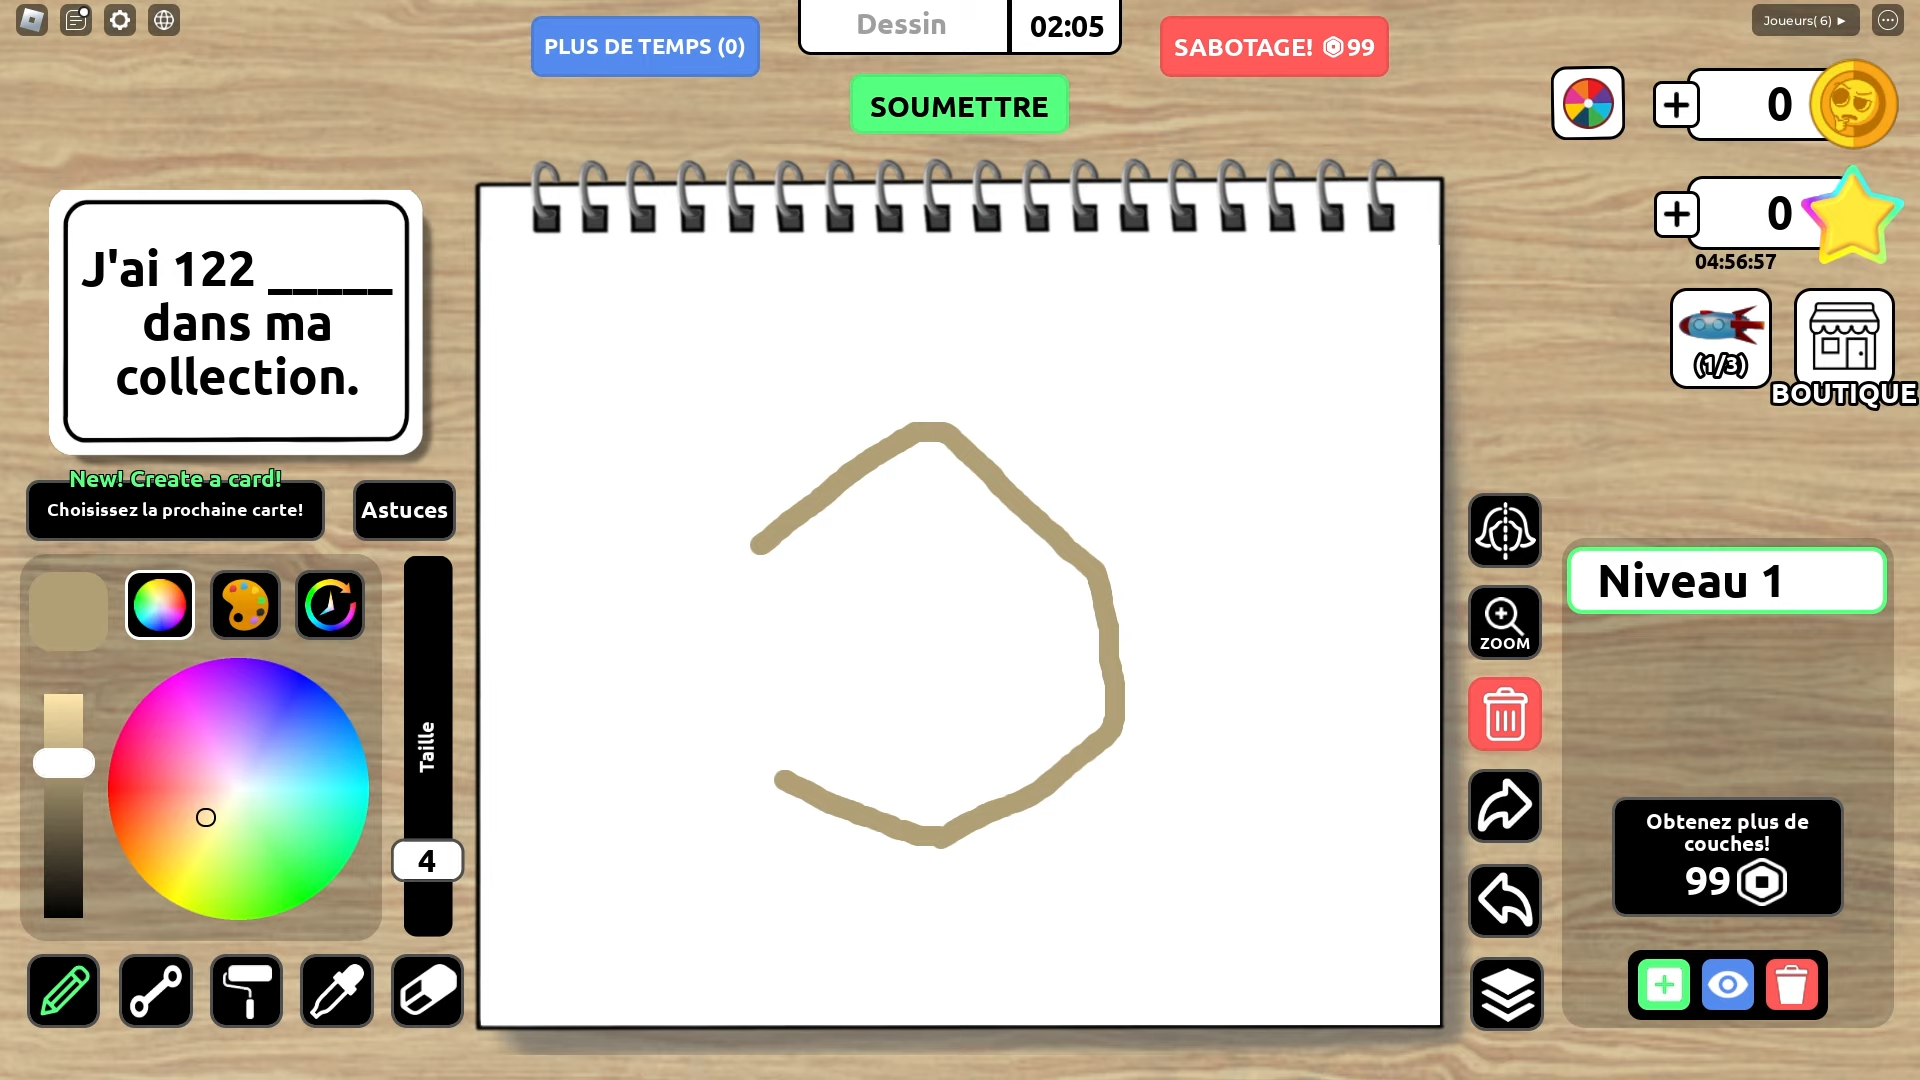 Joueurs( 6) ►
PLUS DE TEMPS (0)
Dessin
02:05
SABOTAGE! 99
SOUMETTRE
0
0
04:56:57
(1/3)
BOUTIQUE
J'ai 122 _____
dans ma
collection.
New! Create a card!
Choisissez la prochaine carte!
Astuces
Taille
4
ZOOM
Niveau 1
Obtenez plus de
couches!
99